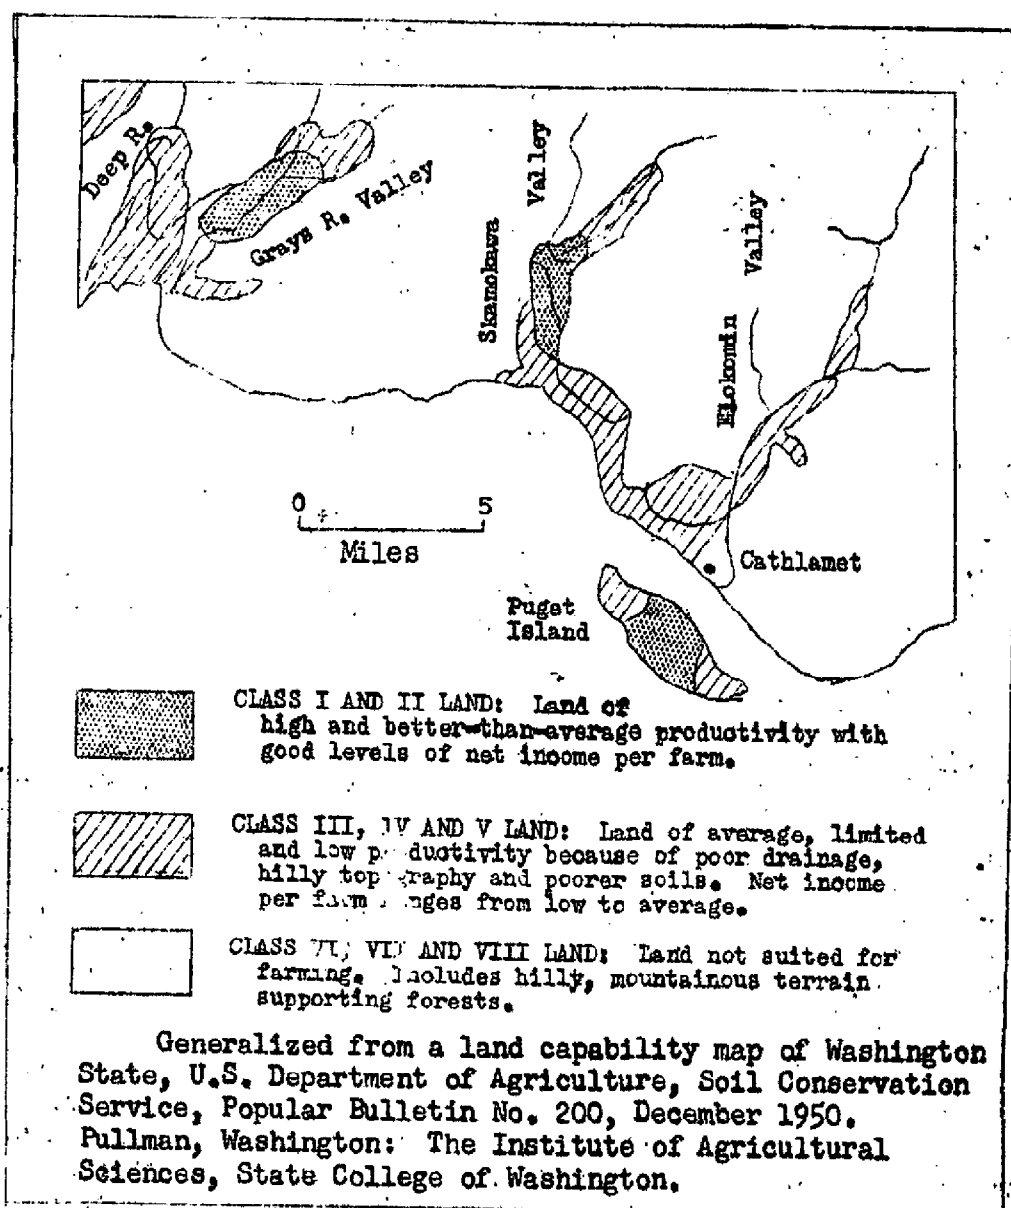 Deep R.
Grays R. Valley
Skamokawa
Valley
Elokomin
Valley
0 5
Miles
Cathlamet
Puget
Island
CLASS I AND II LAND: Land of
high and better-than-average productivity with
good levels of net income per farm.
CLASS III, IV AND V LAND: Land of average, limited
and low productivity because of poor drainage,
hilly topography and poorer soils. Net income
per farm ranges from low to average.
CLASS VI, VII AND VIII LAND: Land not suited for
farming. Includes hilly, mountainous terrain
supporting forests.
Generalized from a land capability map of Washington
State, U.S. Department of Agriculture, Soil Conservation
Service, Popular Bulletin No. 200, December 1950.
Pullman, Washington: The Institute of Agricultural
Sciences, State College of Washington.